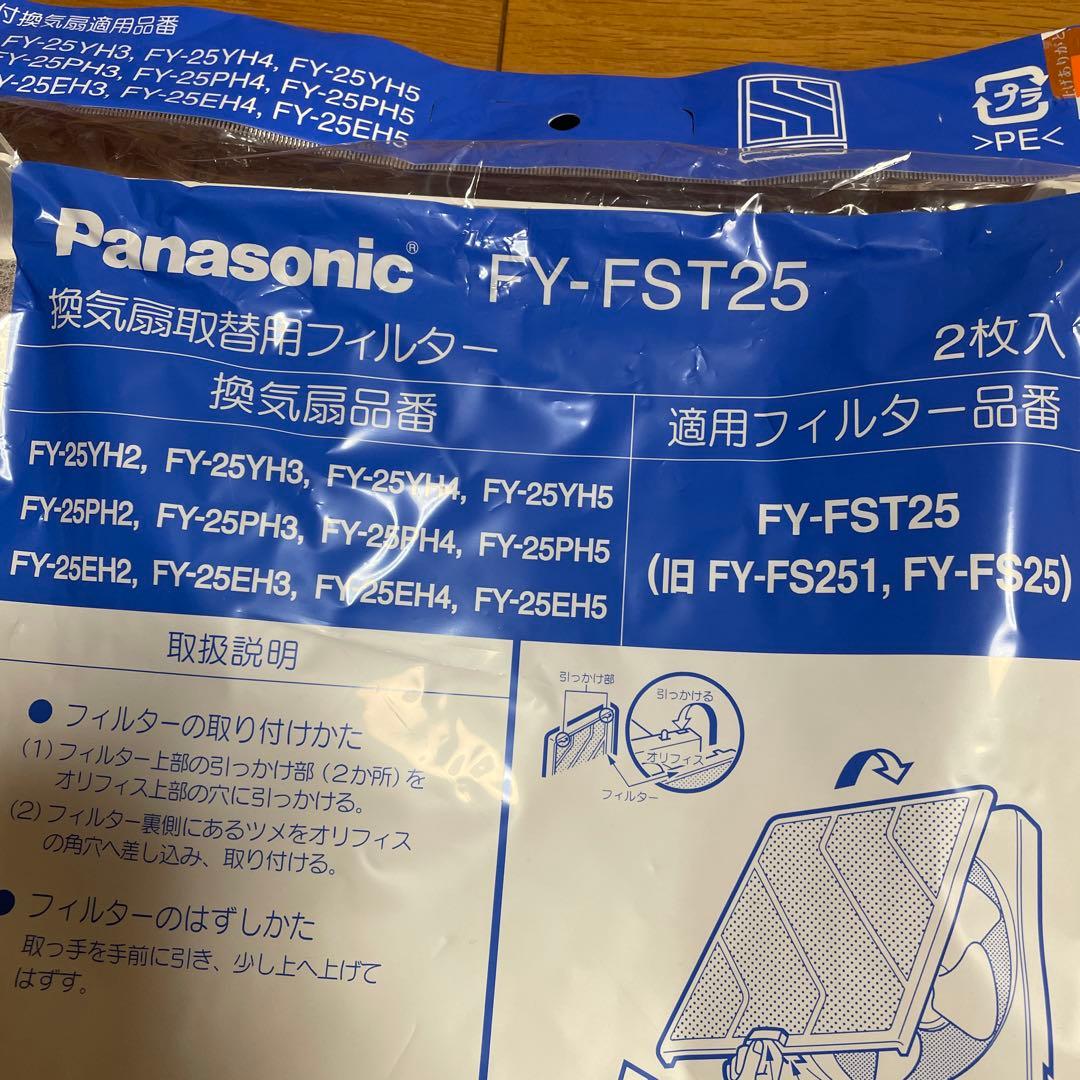 付換気扇適用品番
FY-25YH3, FY-25YH4, FY-25YH5
FY-25PH3, FY-25PH4, FY-25PH5
FY-25EH3, FY-25EH4, FY-25EH5
プラ
>PE<
Panasonic® FY-FST25
換気扇取替用フィルター 2枚入
換気扇品番
FY-25YH2, FY-25YH3, FY-25YH4, FY-25YH5
FY-25PH2, FY-25PH3, FY-25PH4, FY-25PH5
FY-25EH2, FY-25EH3, FY-25EH4, FY-25EH5
適用フィルター品番
FY-FST25
(旧 FY-FS251, FY-FS25)
取扱説明
●フィルターの取り付けかた
(1)フィルター上部の引っかけ部(2か所)を
オリフィス上部の穴に引っかける。
(2)フィルター裏側にあるツメをオリフィス
の角穴へ差し込み、取り付ける。
●フィルターのはずしかた
取っ手を手前に引き、少し上へ上げて
はずす。
引っかけ部
引っかける
オリフィス
フィルター